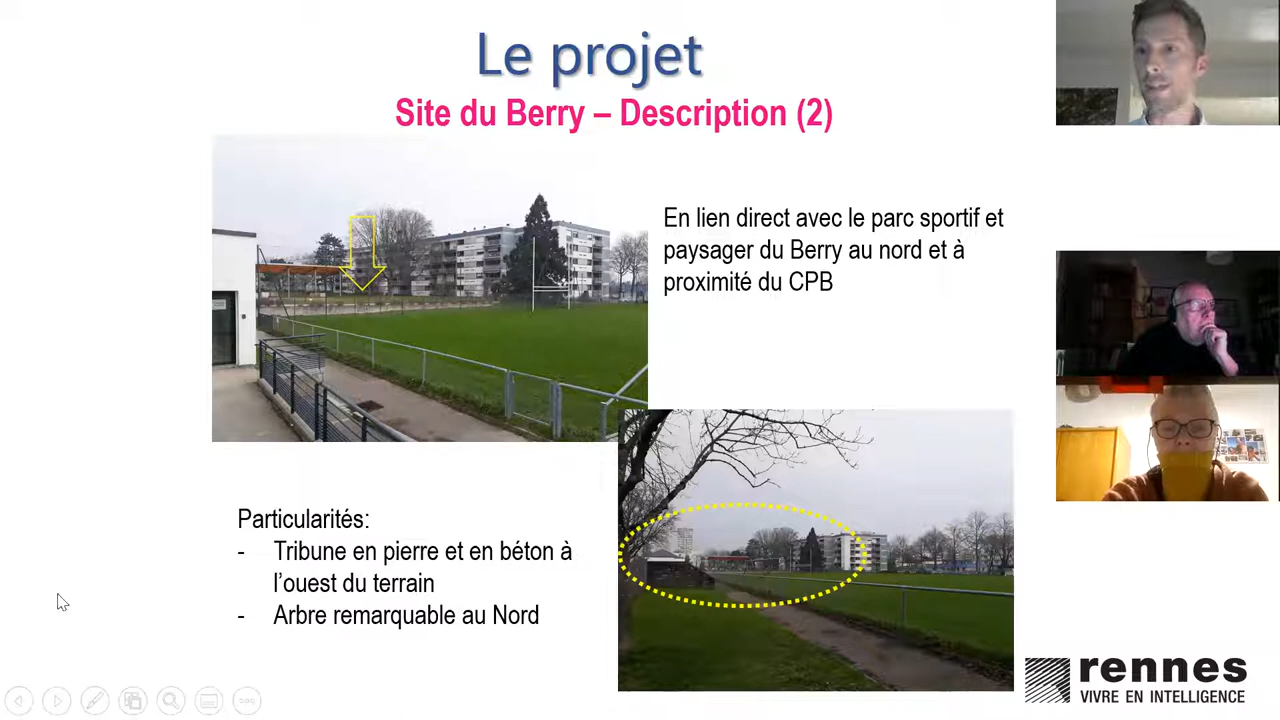 Le projet
Site du Berry – Description (2)
En lien direct avec le parc sportif et
paysager du Berry au nord et à
proximité du CPB
Particularités:
- Tribune en pierre et en béton à
l'ouest du terrain
- Arbre remarquable au Nord
rennes
VIVRE EN INTELLIGENCE